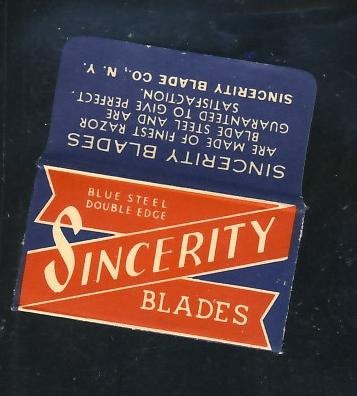 SINCERITY BLADES
ARE MADE OF FINEST RAZOR
BLADE STEEL AND ARE
GUARANTEED TO GIVE PERFECT.
SATISFACTION.
SINCERITY BLADE CO., N. Y.
BLUE STEEL
DOUBLE EDGE
SINCERITY
BLADES